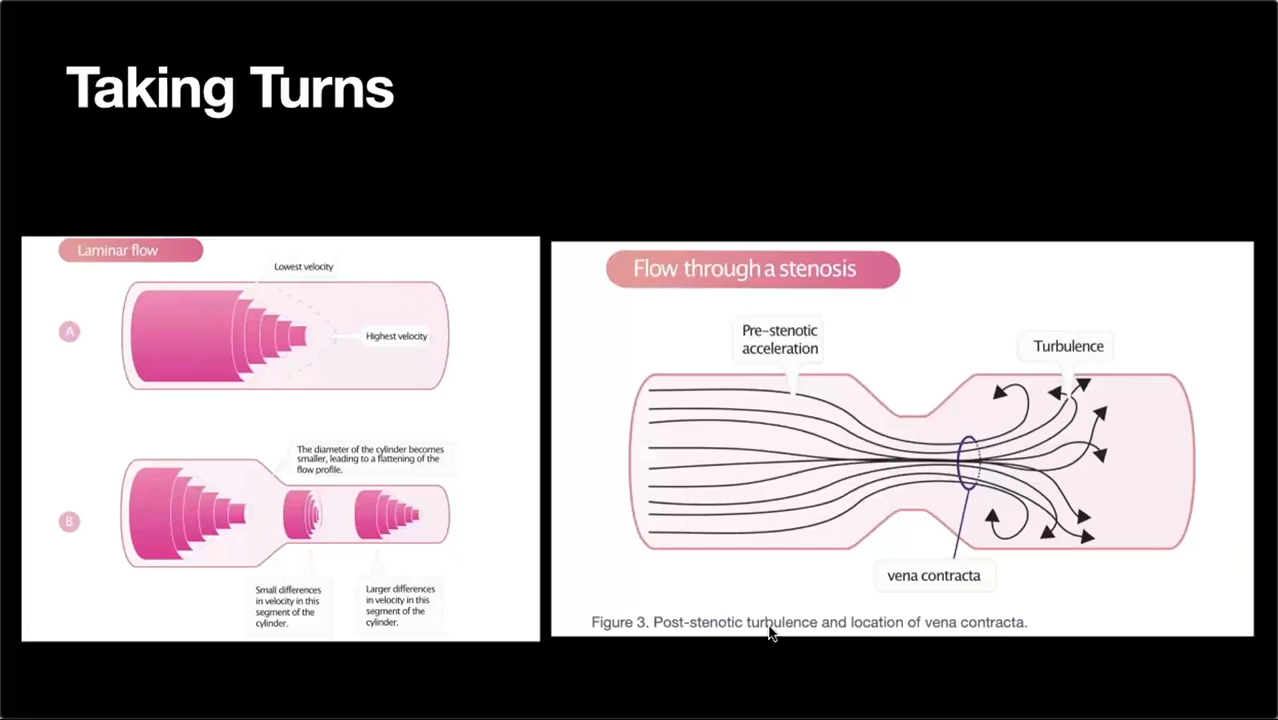 Taking Turns
Laminar flow
Lowest velocity
A
Highest velocity
The diameter of the cylinder becomes
smaller, leading to a flattening of the
flow profile.
B
Small differences
in velocity in this
segment of the
cylinder.
Larger differences
in velocity in this
segment of the
cylinder.
Flow through a stenosis
Pre-stenotic
acceleration
Turbulence
vena contracta
Figure 3. Post-stenotic turbulence and location of vena contracta.